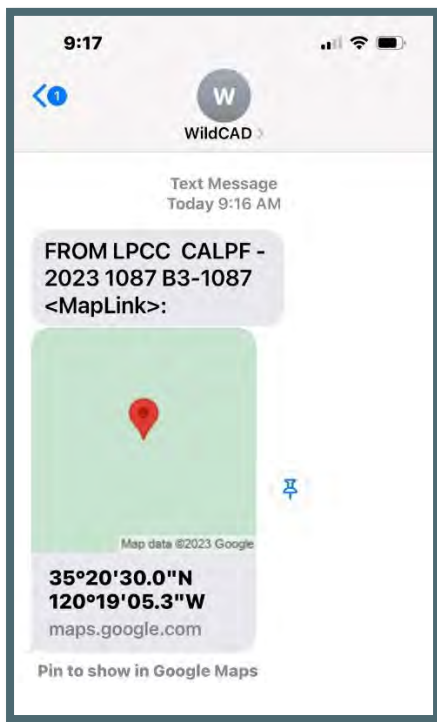 9:17
1
W
WildCAD
Text Message
Today 9:16 AM
FROM LPCC CALPF -
2023 1087 B3-1087
<MapLink>:
Map data ©2023 Google
35°20'30.0"N
120°19'05.3"W
maps.google.com
Pin to show in Google Maps